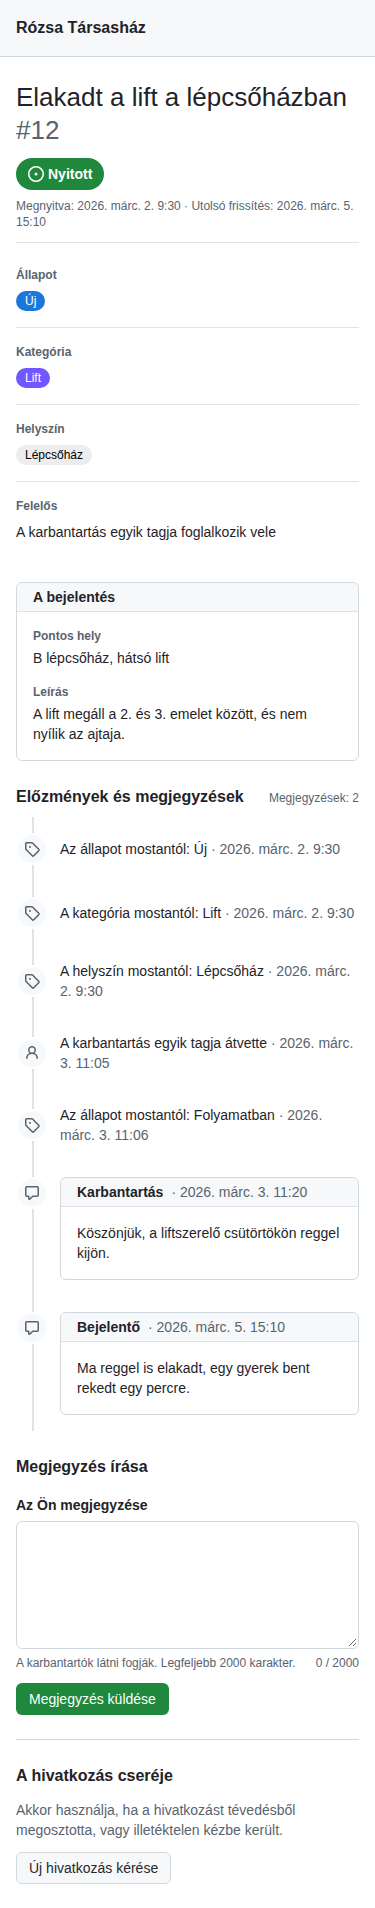 Rózsa Társasház
Elakadt a lift a lépcsőházban
#12
Nyitott
Megnyitva: 2026. márc. 2. 9:30 · Utolsó frissítés: 2026. márc. 5.
15:10
Állapot
Új
Kategória
Lift
Helyszín
Lépcsőház
Felelős
A karbantartás egyik tagja foglalkozik vele
A bejelentés
Pontos hely
B lépcsőház, hátsó lift
Leírás
A lift megáll a 2. és 3. emelet között, és nem
nyílik az ajtaja.
Előzmények és megjegyzések Megjegyzések: 2
Az állapot mostantól: Új · 2026. márc. 2. 9:30
A kategória mostantól: Lift · 2026. márc. 2. 9:30
A helyszín mostantól: Lépcsőház · 2026. márc.
2. 9:30
A karbantartás egyik tagja átvette · 2026. márc.
3. 11:05
Az állapot mostantól: Folyamatban · 2026.
márc. 3. 11:06
Karbantartás · 2026. márc. 3. 11:20
Köszönjük, a liftszerelő csütörtökön reggel
kijön.
Bejelentő · 2026. márc. 5. 15:10
Ma reggel is elakadt, egy gyerek bent
rekedt egy percre.
Megjegyzés írása
Az Ön megjegyzése
A karbantartók látni fogják. Legfeljebb 2000 karakter. 0 / 2000
Megjegyzés küldése
A hivatkozás cseréje
Akkor használja, ha a hivatkozást tévedésből
megosztotta, vagy illetéktelen kézbe került.
Új hivatkozás kérése